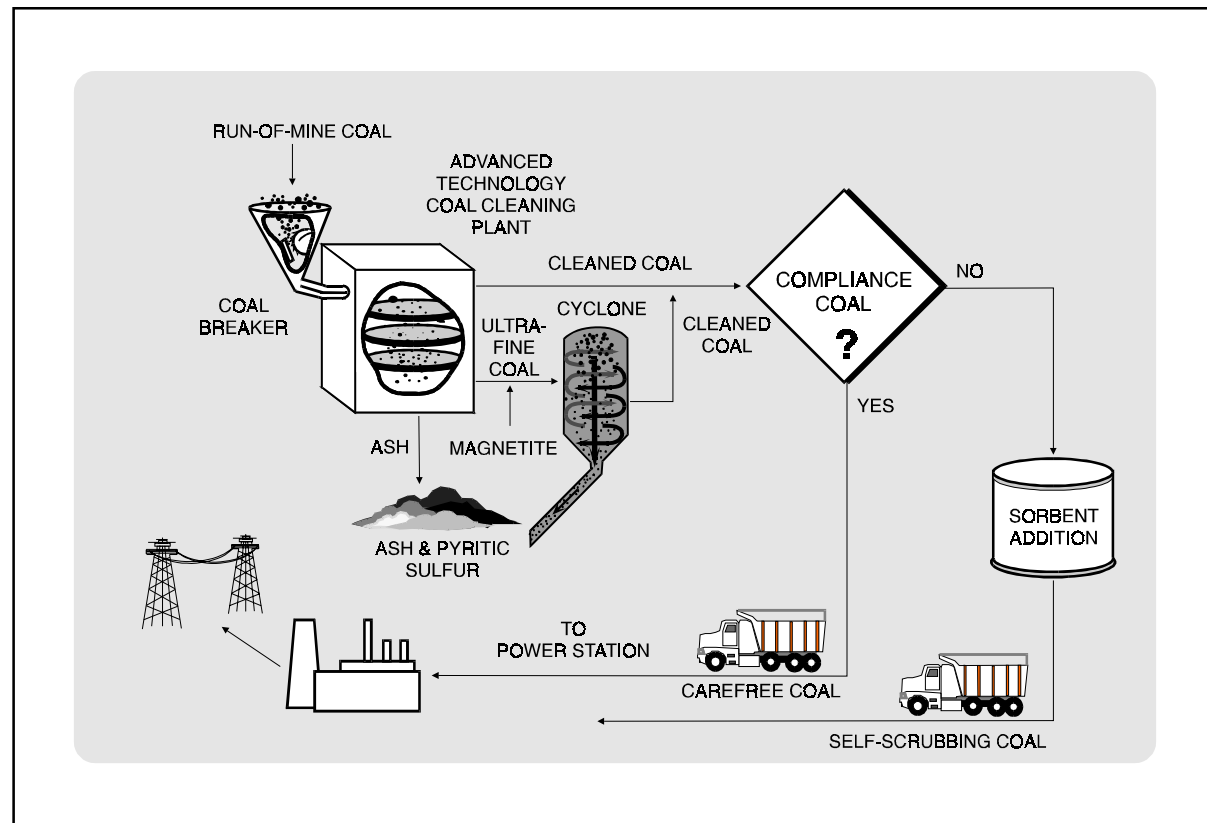 RUN-OF-MINE COAL
ADVANCED
TECHNOLOGY
COAL CLEANING
PLANT
COAL
BREAKER
CLEANED COAL
ULTRA-
FINE
COAL
CYCLONE
CLEANED
COAL
COMPLIANCE
COAL
?
NO
YES
ASH
MAGNETITE
ASH & PYRITIC
SULFUR
SORBENT
ADDITION
TO
POWER STATION
CAREFREE COAL
SELF-SCRUBBING COAL